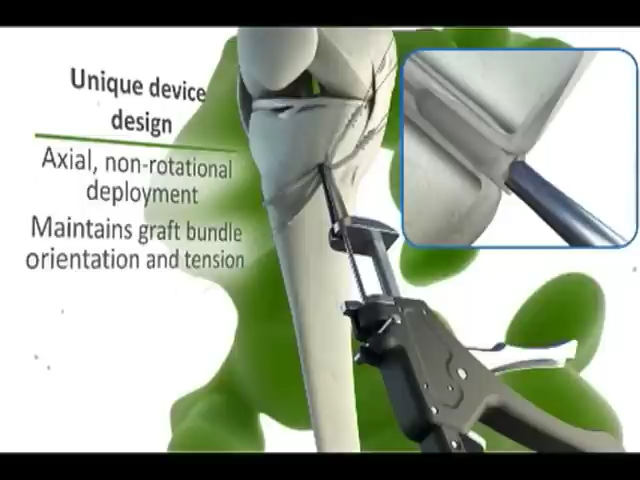 Unique device
design
Axial, non-rotational
deployment
Maintains graft bundle
orientation and tension